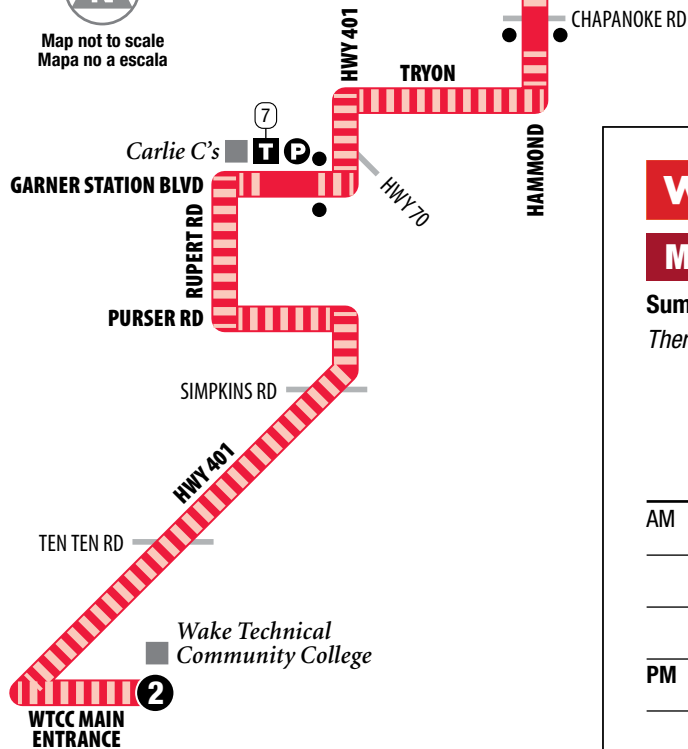 N
Map not to scale
Mapa no a escala
HWY 401
CHAPANOKE RD
TRYON
7
Carlie C's
T P
HAMMOND
HWY 70
GARNER STATION BLVD
RUPERT RD
PURSER RD
SIMPKINS RD
HWY 401
TEN TEN RD
Wake Technical
Community College
2
WTCC MAIN
ENTRANCE
AM
PM